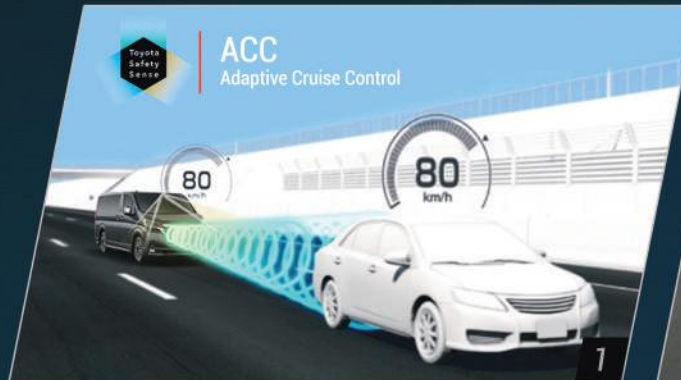 Toyota
Safety
Sense
ACC
Adaptive Cruise Control
80
km/h
80
km/h
1